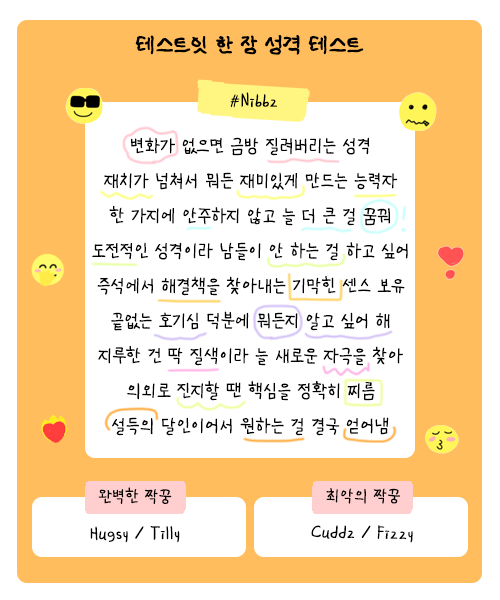 테스트잇 한 장 성격 테스트
#Nibbz
변화가 없으면 금방 질려버리는 성격
재치가 넘쳐서 뭐든 재미있게 만드는 능력자
한 가지에 안주하지 않고 늘 더 큰 걸 꿈꿔!
도전적인 성격이라 남들이 안 하는 걸 하고 싶어
즉석에서 해결책을 찾아내는 기막힌 센스 보유
끝없는 호기심 덕분에 뭐든지 알고 싶어 해
지루한 건 딱 질색이라 늘 새로운 자극을 찾아
의외로 진지할 땐 핵심을 정확히 찌름
설득의 달인이어서 원하는 걸 결국 얻어냄
완벽한 짝꿍
Hugsy / Tilly
최악의 짝꿍
Cuddz / Fizzy